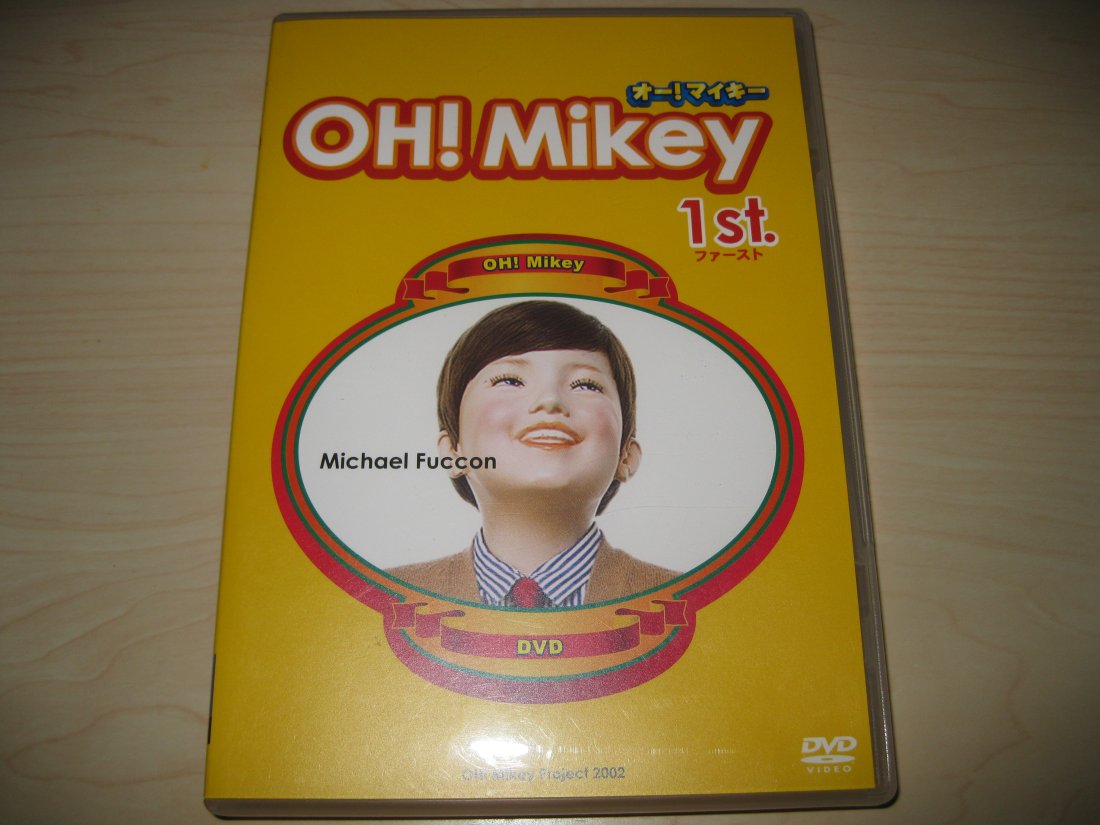 オー!マイキー
OH! Mikey
1st.
ファースト
OH! Mikey
Michael Fuccon
DVD
DVD
VIDEO
OH! Mikey Project 2002